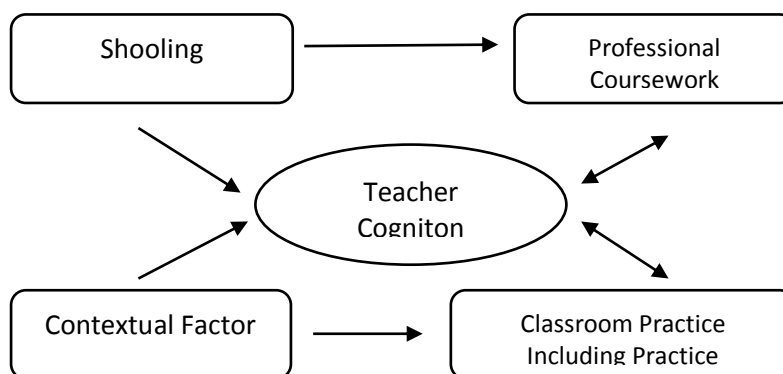 Shooling
Professional
Coursework
Teacher
Cogniton
Contextual Factor
Classroom Practice
Including Practice